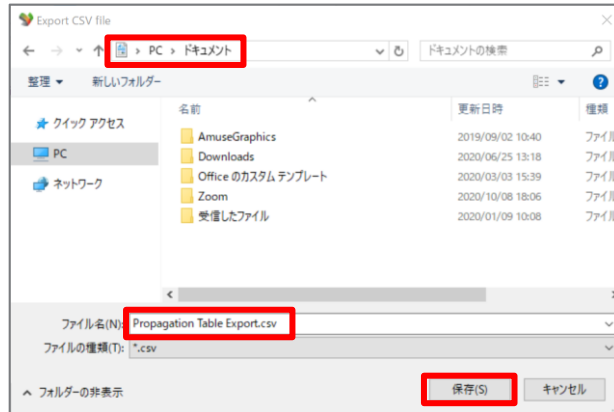 Export CSV file
PC › ドキュメント
ドキュメントの検索
整理 新しいフォルダー
名前 更新日時 種類
クイック アクセス
PC
ネットワーク
AmuseGraphics 2019/09/02 10:40 ファイル
Downloads 2020/06/25 13:18 ファイル
Office のカスタム テンプレート 2020/03/03 15:39 ファイル
Zoom 2020/10/08 18:06 ファイル
受信したファイル 2020/01/09 10:08 ファイル
ファイル名(N): Propagation Table Export.csv
ファイルの種類(T): *.csv
フォルダーの非表示
保存(S) キャンセル